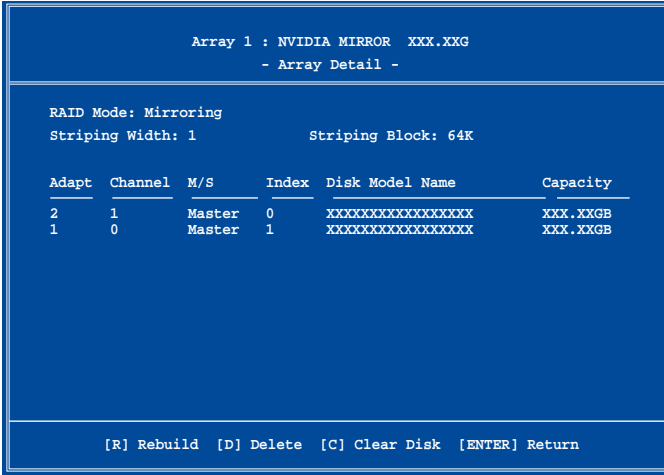 Array 1 : NVIDIA MIRROR XXX.XXG
- Array Detail -
RAID Mode: Mirroring
Striping Width: 1 Striping Block: 64K
Adapt Channel M/S Index Disk Model Name Capacity
2 1 Master 0 XXXXXXXXXXXXXXXXX XXX.XXGB
1 0 Master 1 XXXXXXXXXXXXXXXXX XXX.XXGB
[R] Rebuild [D] Delete [C] Clear Disk [ENTER] Return